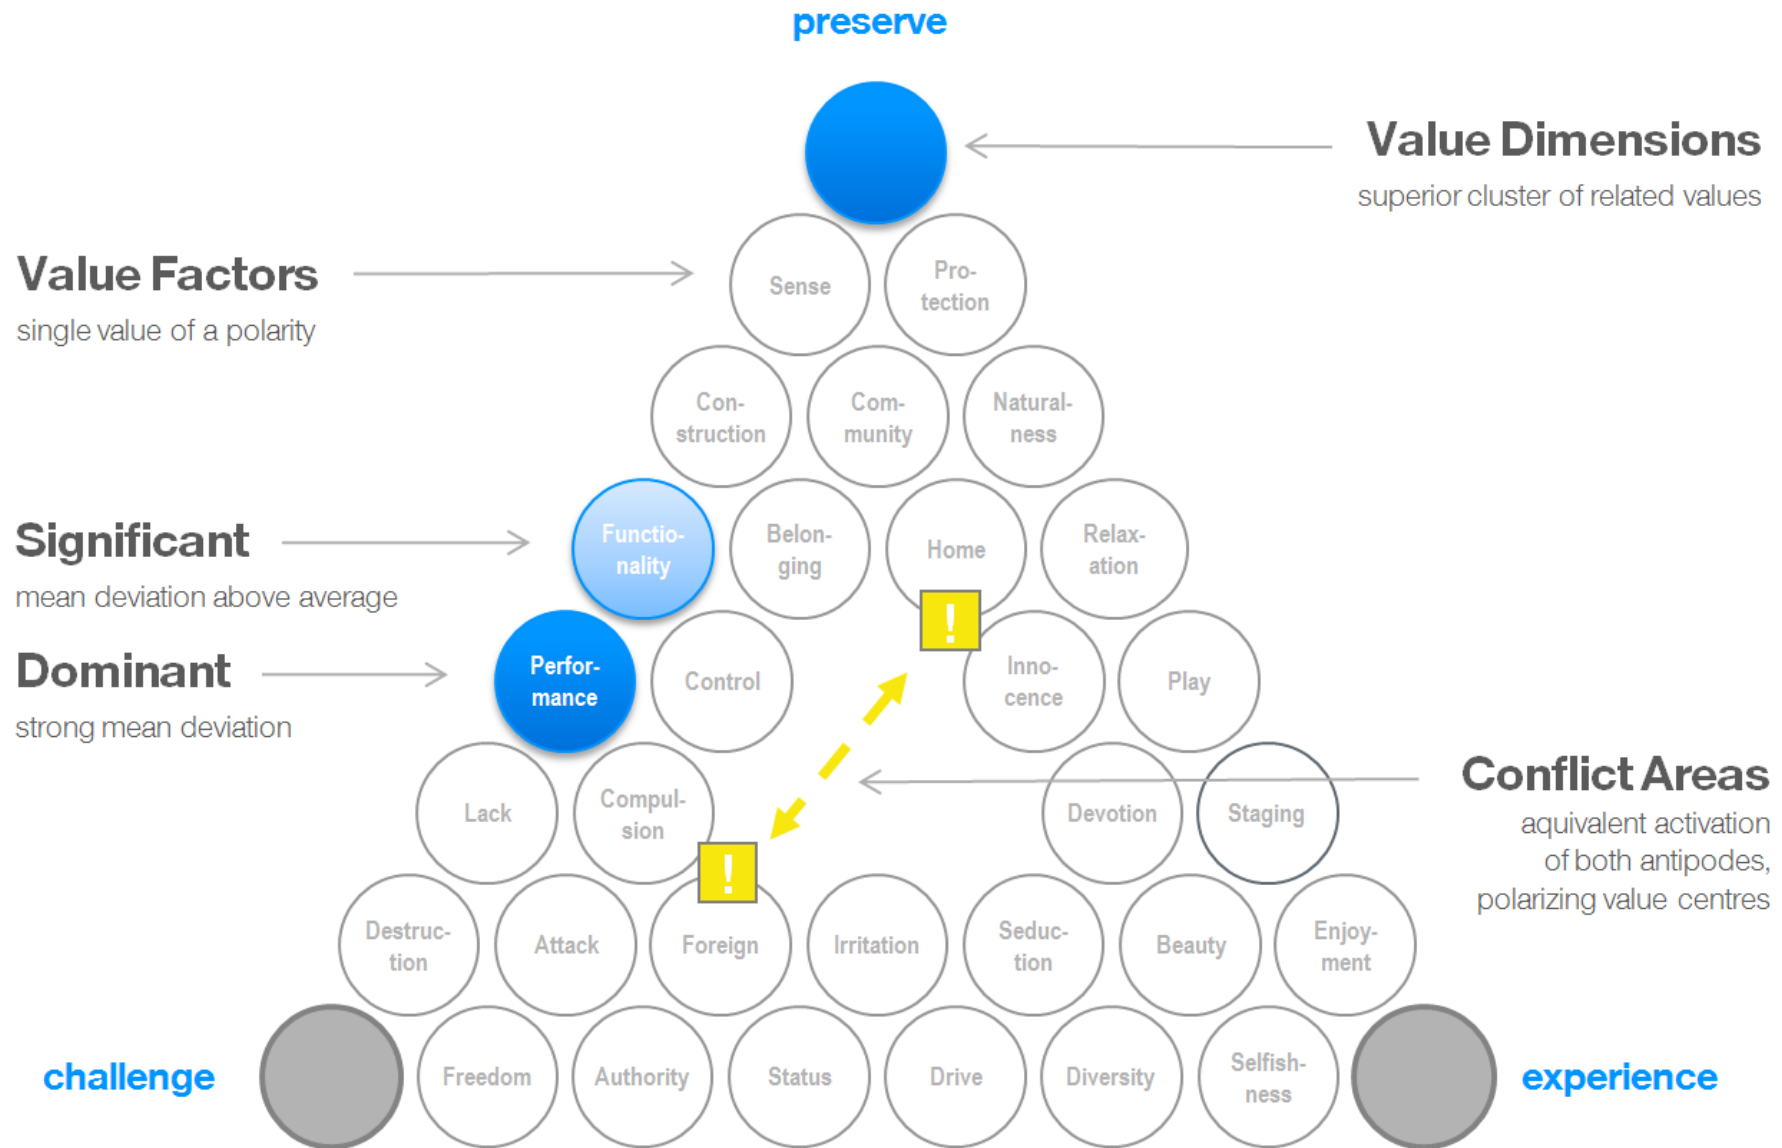 preserve
Value Dimensions
superior cluster of related values
Value Factors
single value of a polarity
Sense
Pro-
tection
Con-
struction
Com-
munity
Natural-
ness
Significant
mean deviation above average
Functio-
nality
Belon-
ging
Home
Relax-
ation
!
Dominant
strong mean deviation
Perfor-
mance
Control
Inno-
cence
Play
Conflict Areas
aquivalent activation
of both antipodes,
polarizing value centres
Lack
Compul-
sion
Devotion
Staging
!
Destruc-
tion
Attack
Foreign
Irritation
Seduc-
tion
Beauty
Enjoy-
ment
challenge
Freedom
Authority
Status
Drive
Diversity
Selfish-
ness
experience